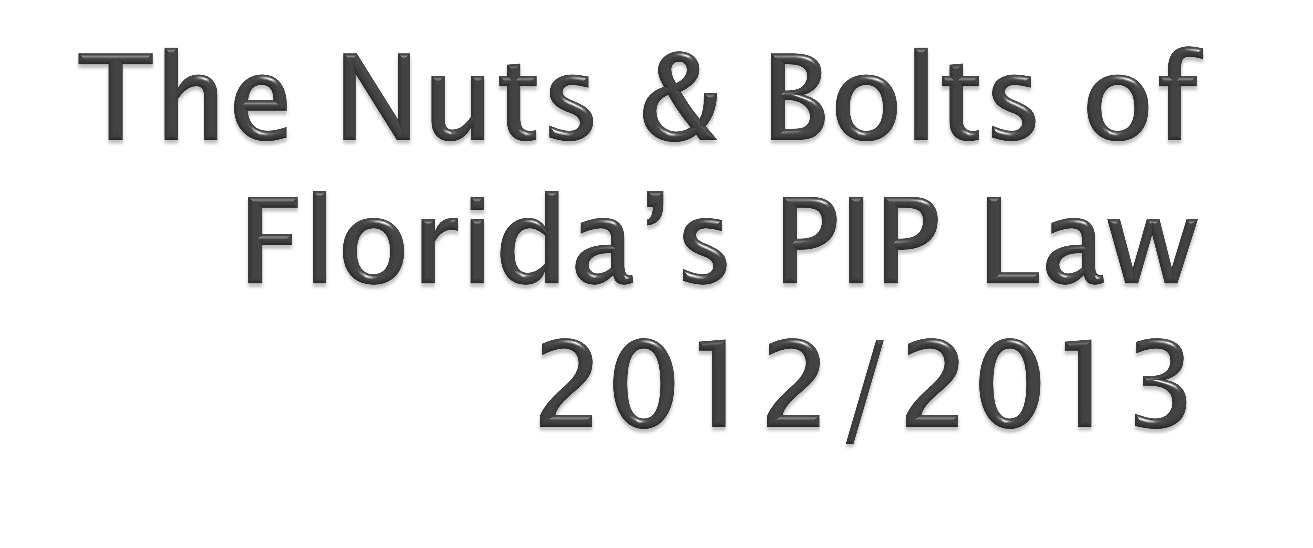 The Nuts & Bolts of
Florida’s PIP Law
2012/2013